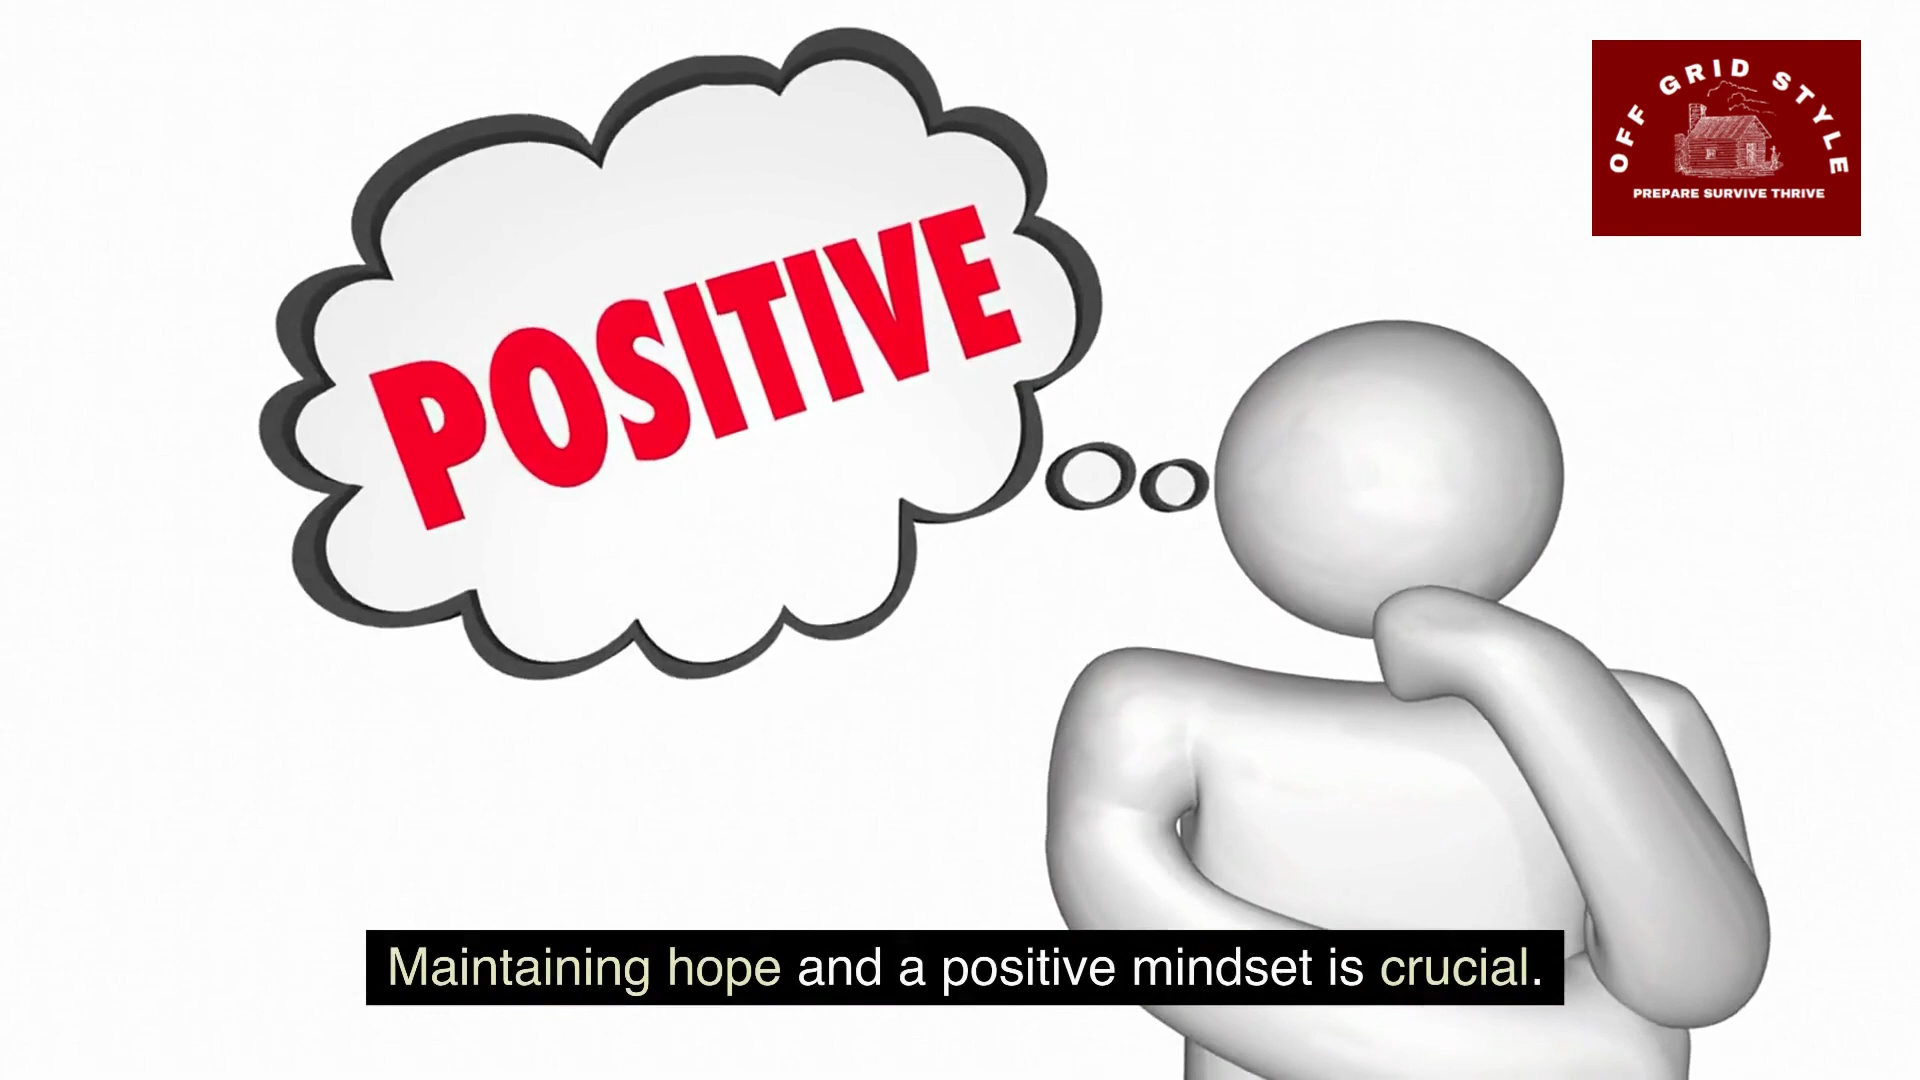 OFF GRID STYLE
PREPARE SURVIVE THRIVE
POSITIVE
Maintaining hope and a positive mindset is crucial.